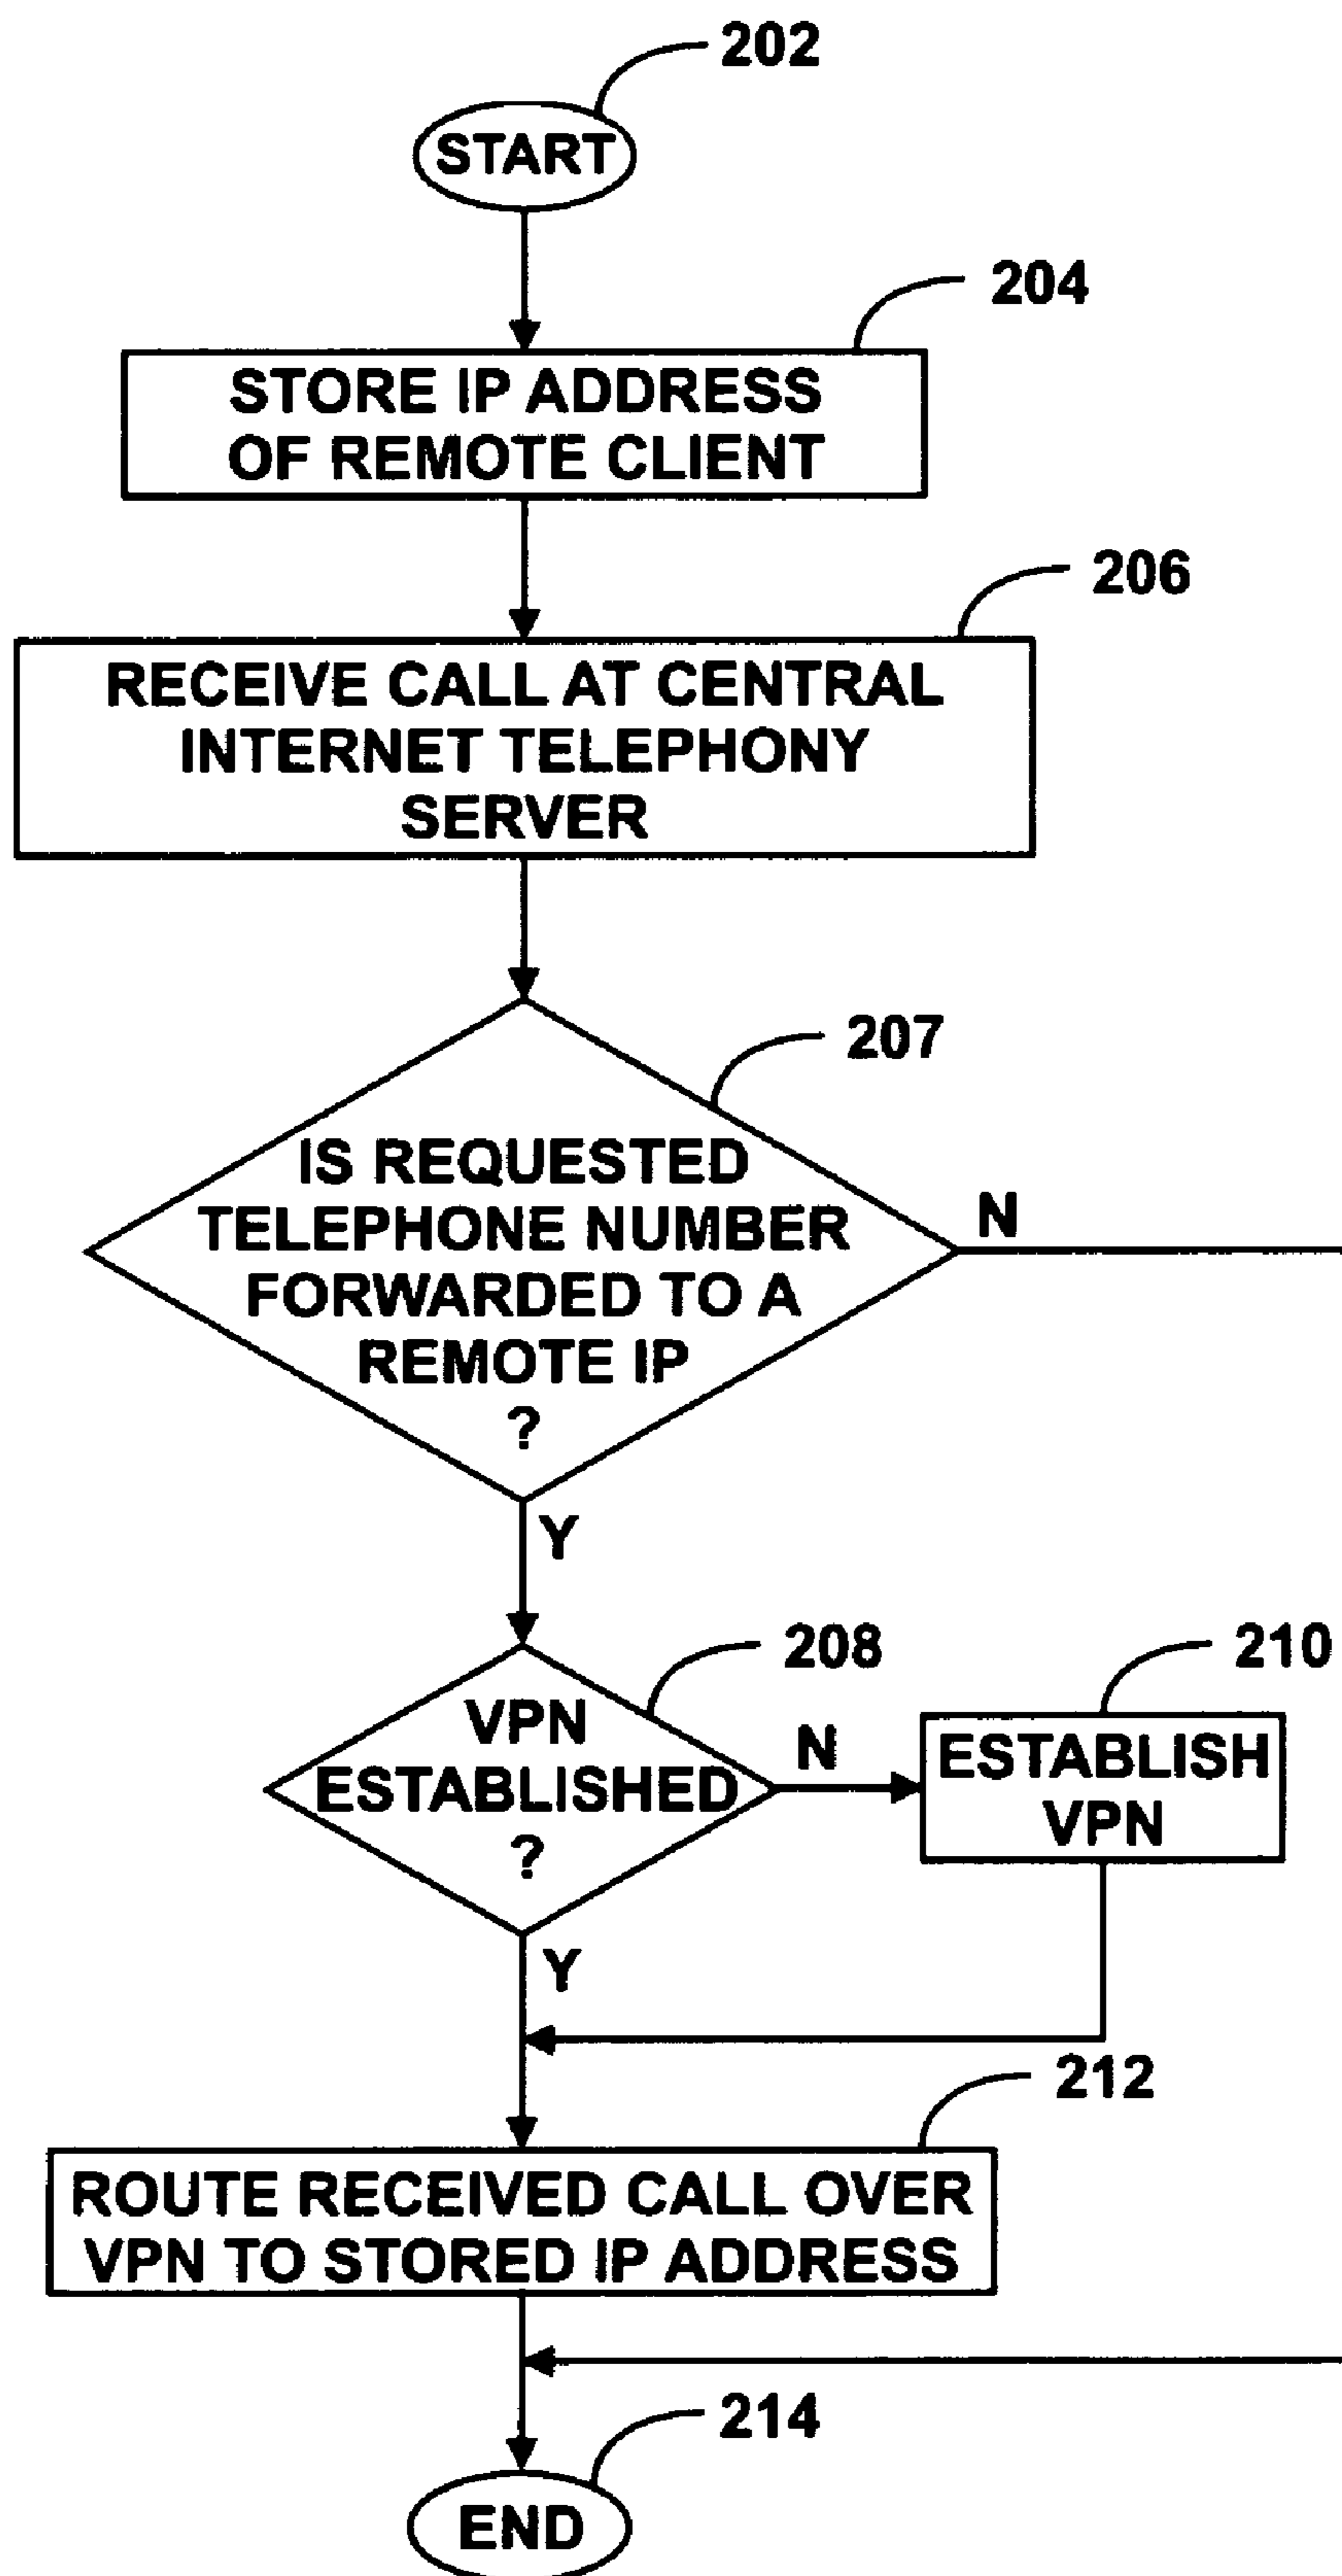 202
START
204
STORE IP ADDRESS
OF REMOTE CLIENT
206
RECEIVE CALL AT CENTRAL
INTERNET TELEPHONY
SERVER
207
IS REQUESTED
TELEPHONE NUMBER
FORWARDED TO A
REMOTE IP
?
N
Y
208
VPN
ESTABLISHED
?
N
210
ESTABLISH
VPN
Y
212
ROUTE RECEIVED CALL OVER
VPN TO STORED IP ADDRESS
214
END